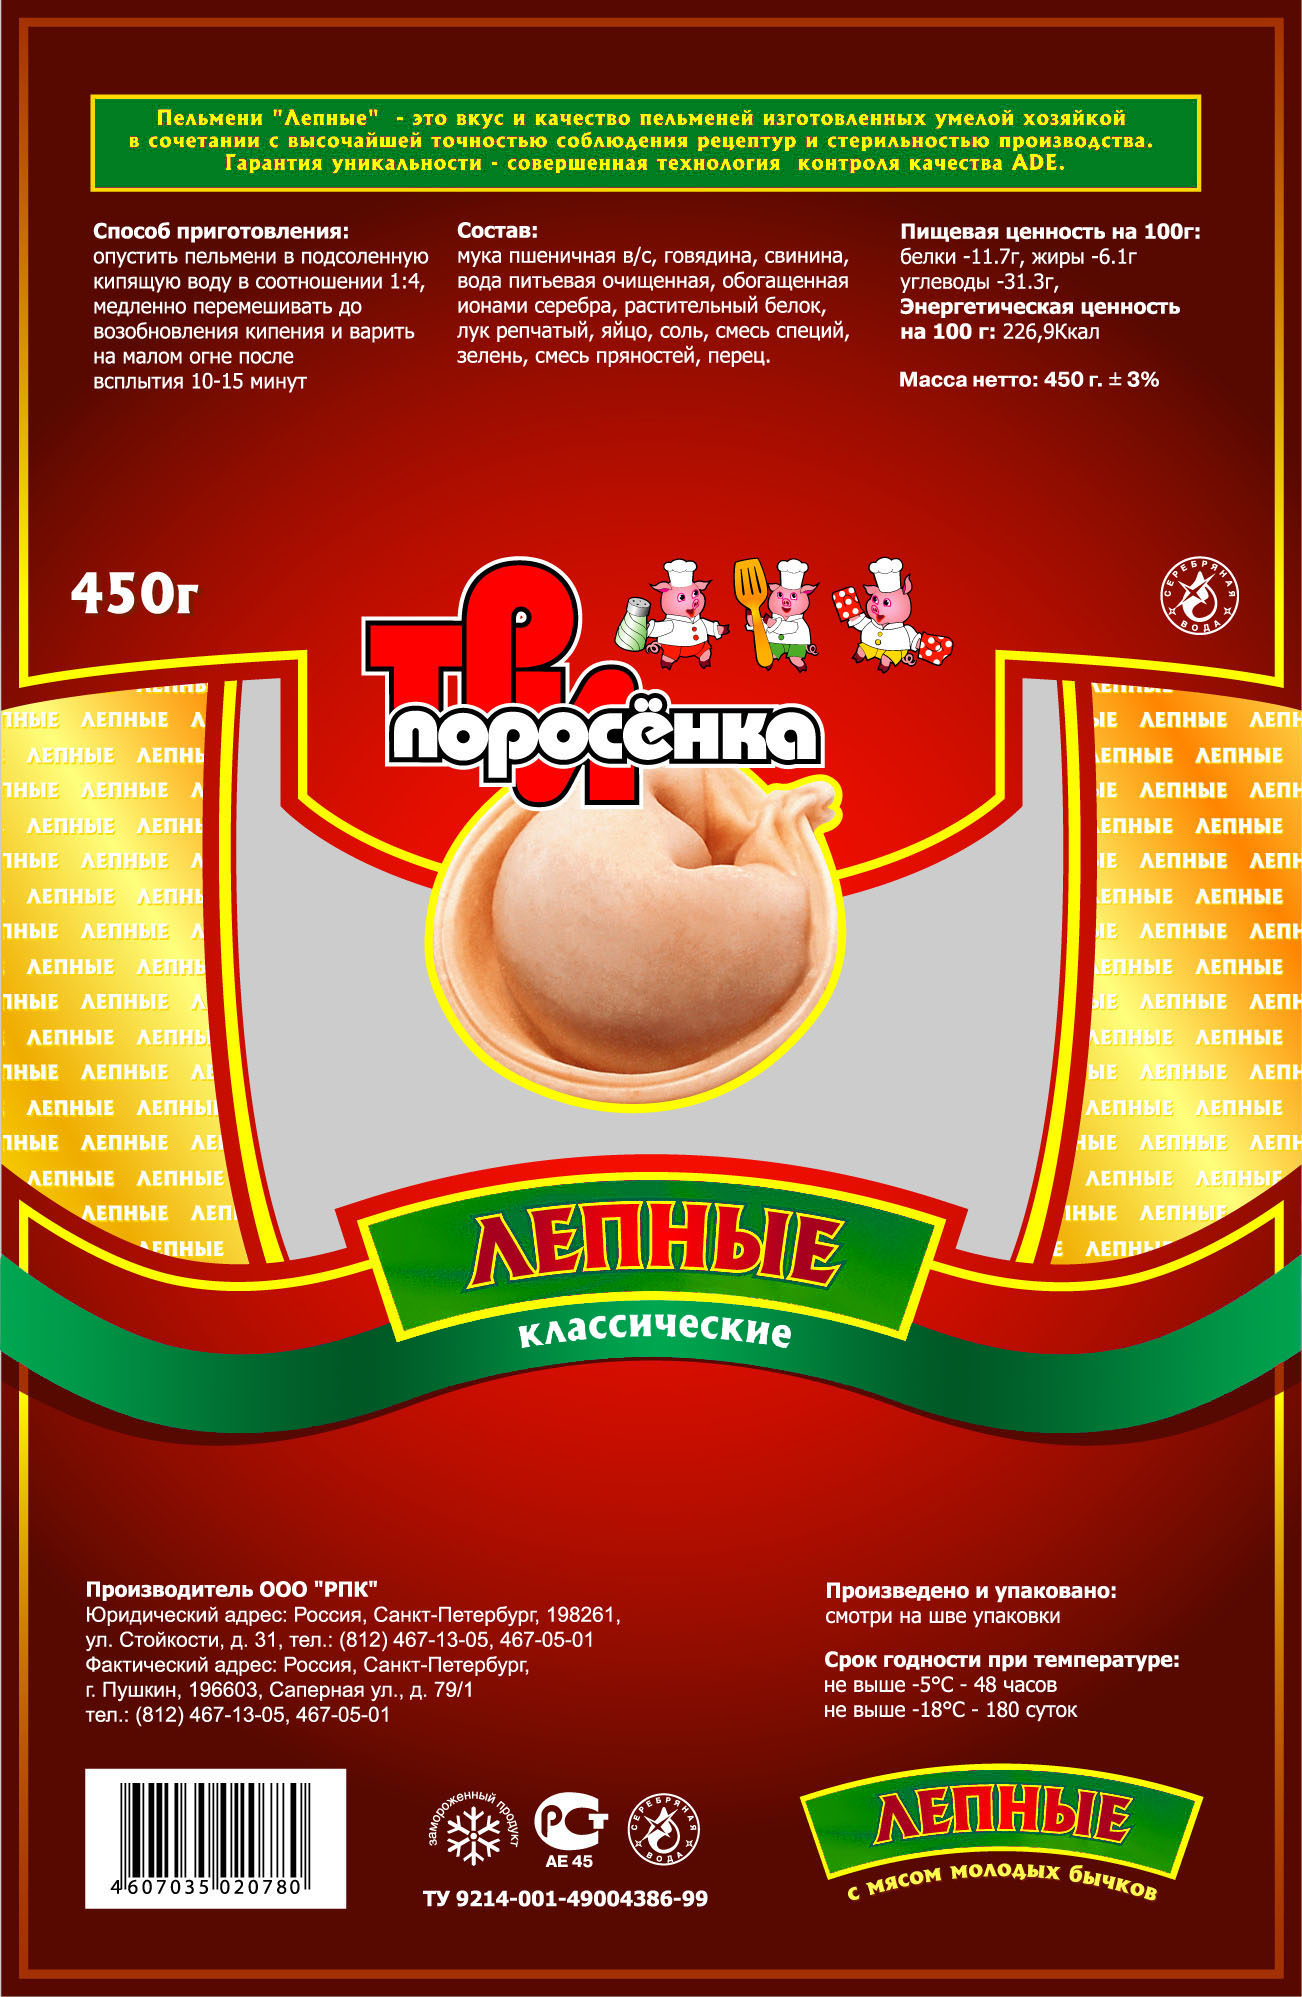 Пельмени "Лепные" - это вкус и качество пельменей изготовленных умелой хозяйкой
в сочетании с высочайшей точностью соблюдения рецептур и стерильностью производства.
Гарантия уникальности - совершенная технология контроля качества ADE.
Способ приготовления:
опустить пельмени в подсоленную
кипящую воду в соотношении 1:4,
медленно перемешивать до
возобновления кипения и варить
на малом огне после
всплытия 10-15 минут
Состав:
мука пшеничная в/с, говядина, свинина,
вода питьевая очищенная, обогащенная
ионами серебра, растительный белок,
лук репчатый, яйцо, соль, смесь специй,
зелень, смесь пряностей, перец.
Пищевая ценность на 100г:
белки -11.7г, жиры -6.1г
углеводы -31.3г,
Энергетическая ценность
на 100 г: 226,9Ккал
Масса нетто: 450 г. ± 3%
450г
ТРИ
поросёнка
СЕРЕБРЯНАЯ ВОДА
ЛЕПНЫЕ
классические
Производитель ООО "РПК"
Юридический адрес: Россия, Санкт-Петербург, 198261,
ул. Стойкости, д. 31, тел.: (812) 467-13-05, 467-05-01
Фактический адрес: Россия, Санкт-Петербург,
г. Пушкин, 196603, Саперная ул., д. 79/1
тел.: (812) 467-13-05, 467-05-01
Произведено и упаковано:
смотри на шве упаковки
Срок годности при температуре:
не выше -5°С - 48 часов
не выше -18°С - 180 суток
4 607035 020780
замороженный продукт
РСТ
АЕ 45
СЕРЕБРЯНАЯ ВОДА
ТУ 9214-001-49004386-99
ЛЕПНЫЕ
с мясом молодых бычков